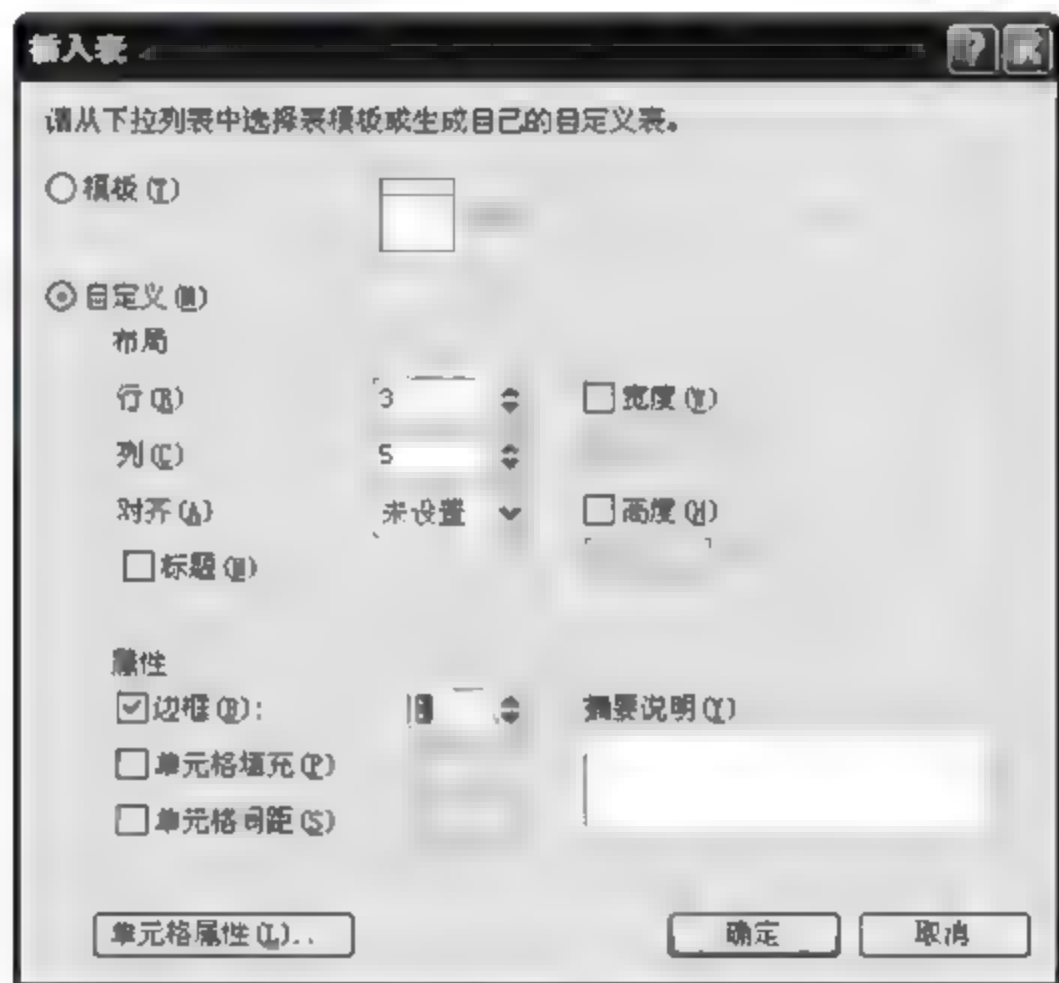 插入表
请从下拉列表中选择表模板或生成自己的自定义表。
模板(T)
自定义(M)
布局
行(R) 3 宽度(W)
列(C) 5
对齐(A) 未设置 高度(H)
标题(N)
属性
边框(B):
摘要说明(Y)
单元格填充(P)
单元格间距(S)
单元格属性(L)..
确定 取消